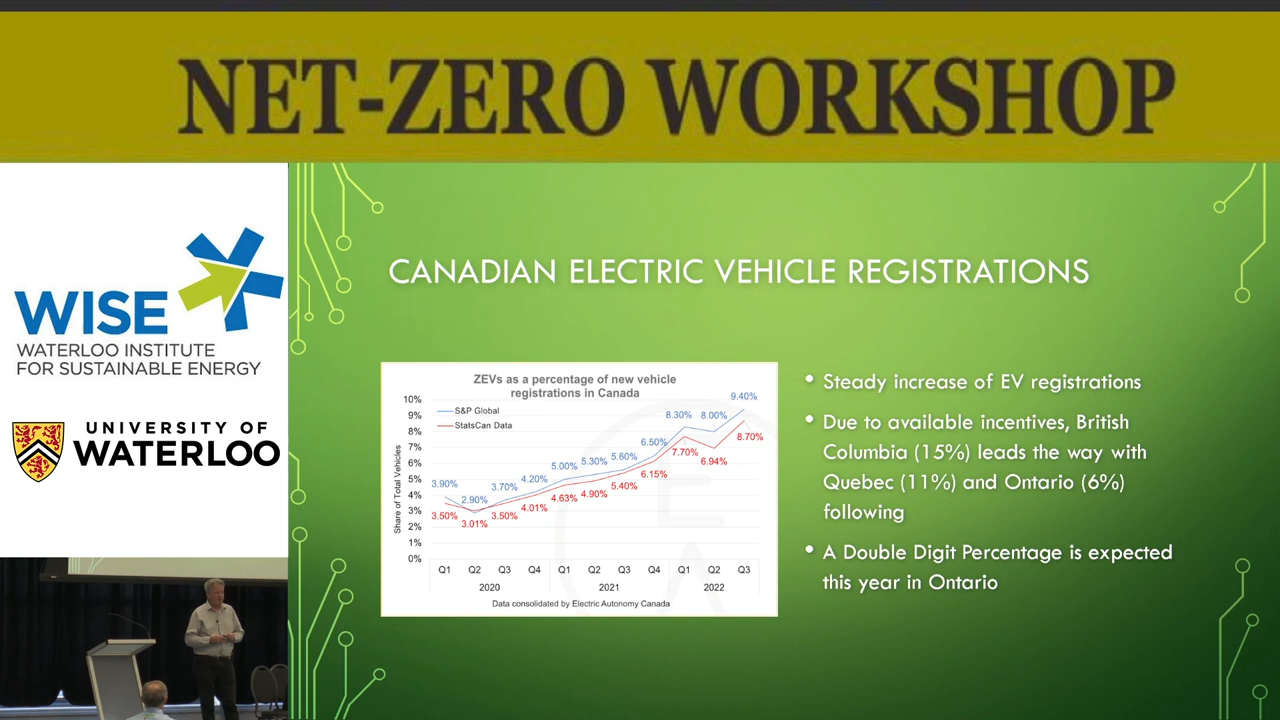 NET-ZERO WORKSHOP
WISE
WATERLOO INSTITUTE
FOR SUSTAINABLE ENERGY
UNIVERSITY OF
WATERLOO
CANADIAN ELECTRIC VEHICLE REGISTRATIONS
ZEVs as a percentage of new vehicle
registrations in Canada
S&P Global
StatsCan Data
Share of Total Vehicles
10%
9%
8%
7%
6%
5%
4%
3%
2%
1%
0%
3.90% 2.90% 3.70% 4.20% 5.00% 5.30% 5.60% 6.50% 8.30% 8.00% 9.40%
3.50% 3.01% 3.50% 4.01% 4.63% 4.90% 5.40% 6.15% 7.70% 6.94% 8.70%
Q1 Q2 Q3 Q4 Q1 Q2 Q3 Q4 Q1 Q2 Q3
2020 2021 2022
Data consolidated by Electric Autonomy Canada
• Steady increase of EV registrations
• Due to available incentives, British
Columbia (15%) leads the way with
Quebec (11%) and Ontario (6%)
following
• A Double Digit Percentage is expected
this year in Ontario